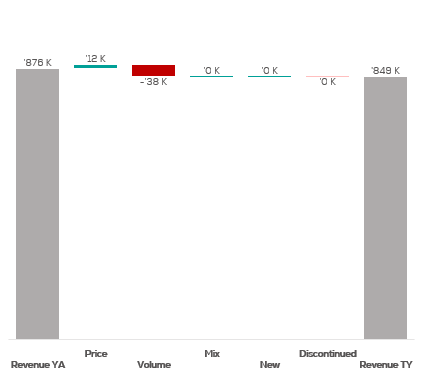 '876 K
'12 K
-'38 K
'0 K
'0 K
'0 K
'849 K
Revenue YA
Price
Volume
Mix
New
Discontinued
Revenue TY